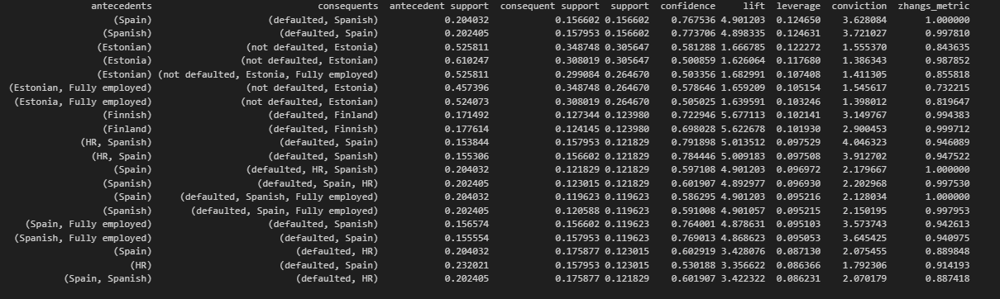 antecedents consequents antecedent support consequent support support confidence lift leverage conviction zhangs_metric
(Spain) (defaulted, Spanish) 0.204032 0.156602 0.156602 0.767536 4.901203 0.124650 3.628084 1.000000
(Spanish) (defaulted, Spain) 0.202405 0.157953 0.156602 0.773706 4.898335 0.124631 3.721027 0.997810
(Estonian) (not defaulted, Estonia) 0.525811 0.348748 0.305647 0.581288 1.666785 0.122272 1.555370 0.843635
(Estonia) (not defaulted, Estonian) 0.610247 0.308019 0.305647 0.500859 1.626064 0.117680 1.386343 0.987852
(Estonian) (not defaulted, Estonia, Fully employed) 0.525811 0.299084 0.264670 0.503356 1.682991 0.107408 1.411305 0.855818
(Estonian, Fully employed) (not defaulted, Estonia) 0.457396 0.348748 0.264670 0.578646 1.659209 0.105154 1.545617 0.732215
(Estonia, Fully employed) (not defaulted, Estonian) 0.524073 0.308019 0.264670 0.505025 1.639591 0.103246 1.398012 0.819647
(Finnish) (defaulted, Finland) 0.171492 0.127344 0.123980 0.722946 5.677113 0.102141 3.149767 0.994383
(Finland) (defaulted, Finnish) 0.177614 0.124145 0.123980 0.698028 5.622678 0.101930 2.900453 0.999712
(HR, Spanish) (defaulted, Spain) 0.153844 0.157953 0.121829 0.791898 5.013512 0.097529 4.046323 0.946089
(HR, Spain) (defaulted, Spanish) 0.155306 0.156602 0.121829 0.784446 5.009183 0.097508 3.912702 0.947522
(Spain) (defaulted, HR, Spanish) 0.204032 0.121829 0.121829 0.597108 4.901203 0.096972 2.179667 1.000000
(Spanish) (defaulted, Spain, HR) 0.202405 0.123015 0.121829 0.601907 4.892977 0.096930 2.202968 0.997530
(Spain) (defaulted, Spanish, Fully employed) 0.204032 0.119623 0.119623 0.586295 4.901203 0.095216 2.128034 1.000000
(Spanish) (defaulted, Spain, Fully employed) 0.202405 0.120588 0.119623 0.591008 4.901057 0.095215 2.150195 0.997953
(Spain, Fully employed) (defaulted, Spanish) 0.156574 0.156602 0.119623 0.764001 4.878631 0.095103 3.573743 0.942613
(Spanish, Fully employed) (defaulted, Spain) 0.155554 0.157953 0.119623 0.769013 4.868623 0.095053 3.645425 0.940975
(Spain) (defaulted, HR) 0.204032 0.175877 0.123015 0.602919 3.428076 0.087130 2.075455 0.889848
(HR) (defaulted, Spain) 0.232021 0.157953 0.123015 0.530188 3.356622 0.086366 1.792306 0.914193
(Spain, Spanish) (defaulted, HR) 0.202405 0.175877 0.121829 0.601907 3.422322 0.086231 2.070179 0.887418